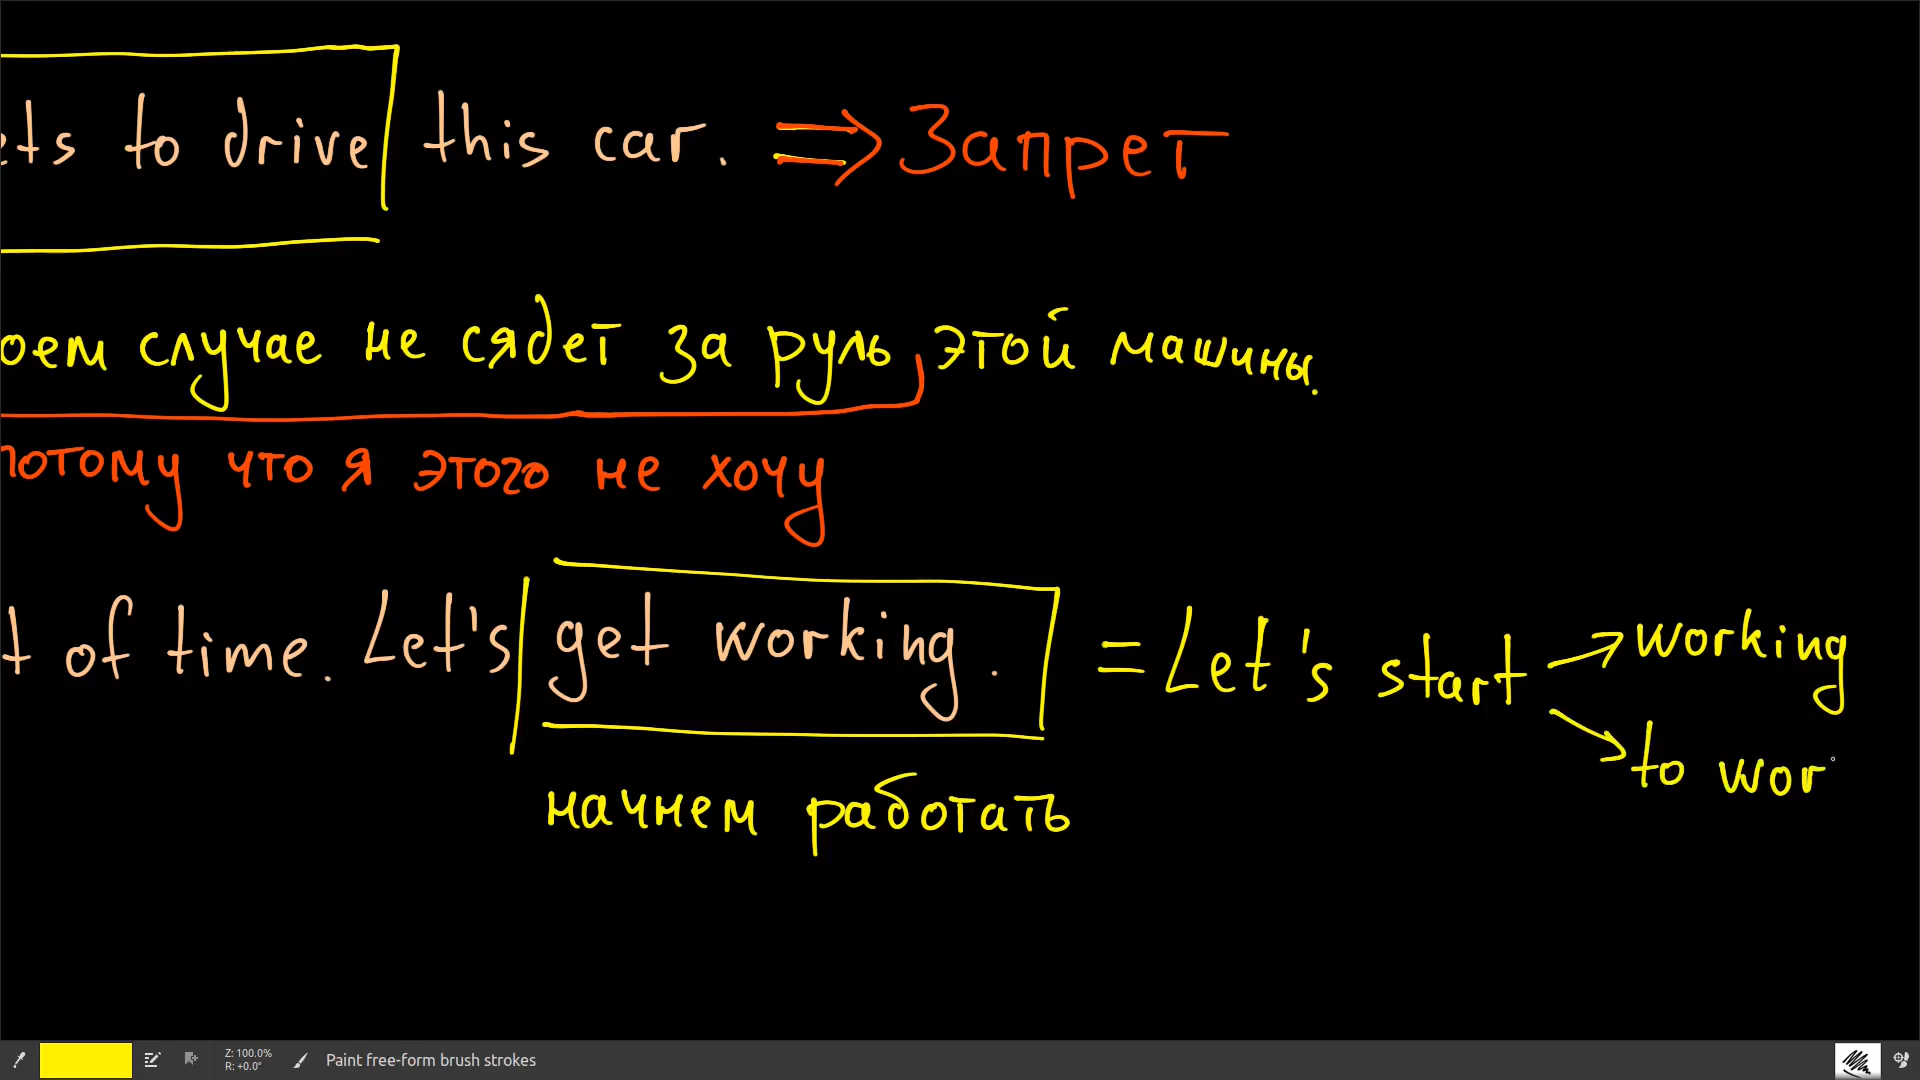 ets to drive this car. ⇒ Запрет
оем случае не сядет за руль этой машины.
потому что я этого не хочу
t of time. Let's get working. = Let's start → working
→ to wor
начнем работать
Z: 100.0%
R: +0.0°
Paint free-form brush strokes